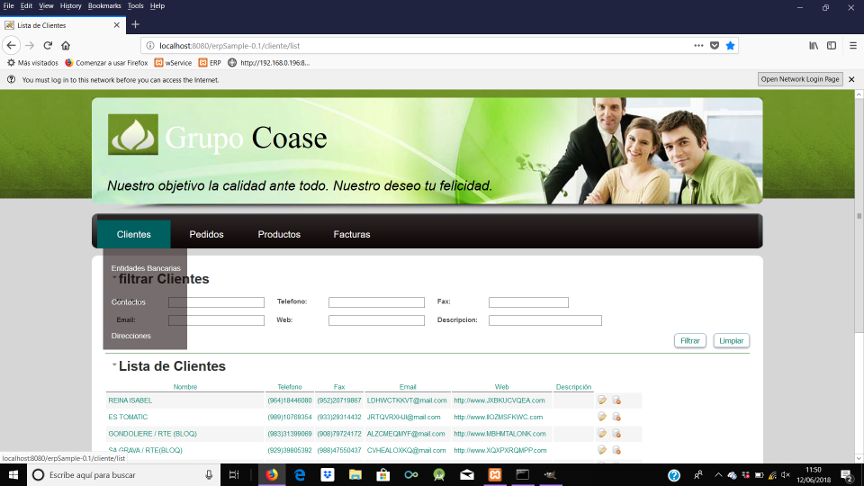 File Edit View History Bookmarks Tools Help
Lista de Clientes
localhost:8080/erpSample-0.1/cliente/list
Más visitados Comenzar a usar Firefox wService ERP http://192.168.0.196:8...
You must log in to this network before you can access the Internet. Open Network Login Page
Grupo Coase
Nuestro objetivo la calidad ante todo. Nuestro deseo tu felicidad.
Clientes Pedidos Productos Facturas
Entidades Bancarias
filtrar Clientes
Contactos Telefono: Fax:
Email: Web: Descripcion:
Direcciones
Filtrar Limpiar
Lista de Clientes
Nombre Telefono Fax Email Web Descripción
REINA ISABEL (964)18446080 (952)20719867 LDHWCTKKVT@mail.com http://www.JXBKUCVQEA.com
ES TOMATIC (989)10769354 (933)28314432 JRTQVRXHJI@mail.com http://www.IIOZMSFKWC.com
GONDOLIERE / RTE (BLOQ) (983)31399069 (908)79724172 ALZCMEQMYF@mail.com http://www.MBHMTALONK.com
SA GRAVA / RTE(BLOQ) (929)39805392 (988)47550437 CVHEALOXKQ@mail.com http://www.XQXPXRQMPP.com
localhost:8080/erpSample-0.1/cliente/list
Escribe aquí para buscar
11:50
12/06/2018
2